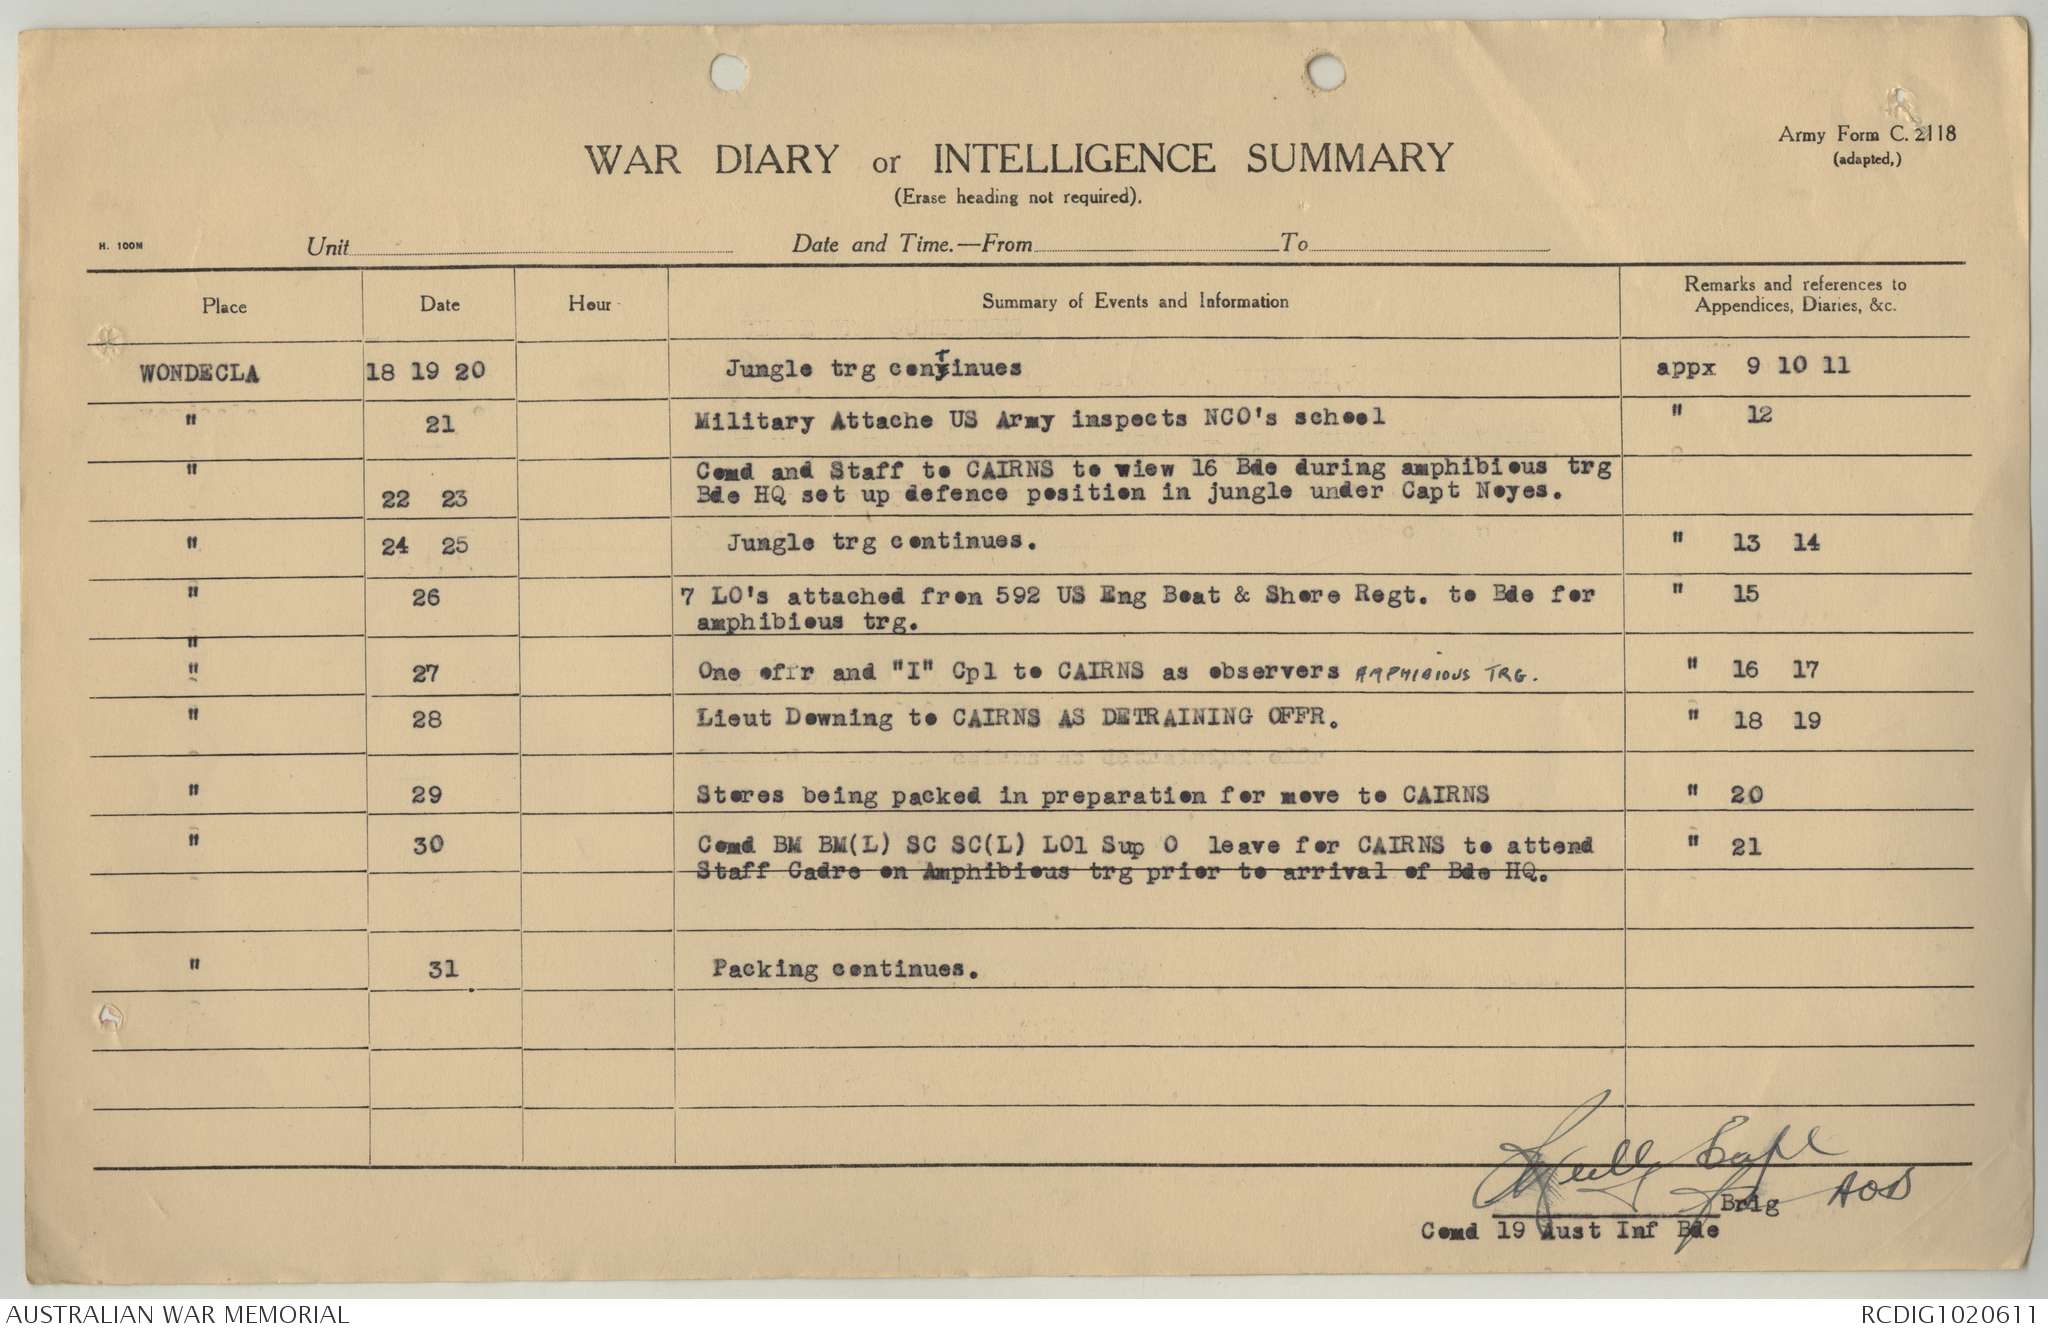 Army Form C. 2118
(adapted,)
WAR DIARY or INTELLIGENCE SUMMARY
(Erase heading not required).
H. 100M
Unit
Date and Time.—From To
Place Date Hour Summary of Events and Information Remarks and references to
Appendices, Diaries, &c.
WONDECLA 18 19 20 Jungle trg continues appx 9 10 11
" 21 Military Attache US Army inspects NCO's school " 12
" Comd and Staff to CAIRNS to wiew 16 Bde during amphibious trg
22 23 Bde HQ set up defence position in jungle under Capt Noyes.
" 24 25 Jungle trg continues. " 13 14
" 26 7 LO's attached fron 592 US Eng Boat & Shore Regt. to Bde for " 15
amphibious trg.
"
" 27 One offr and "I" Cpl to CAIRNS as observers AMPHIBIOUS TRG. " 16 17
" 28 Lieut Downing to CAIRNS AS DETRAINING OFFR. " 18 19
" 29 Stores being packed in preparation for move to CAIRNS " 20
" 30 Comd BM BM(L) SC SC(L) LO1 Sup O leave for CAIRNS to attend " 21
Staff Cadre on Amphibious trg prior to arrival of Bde HQ.
" 31 Packing continues.
Capt
Brig
Comd 19 Aust Inf Bde
AUSTRALIAN WAR MEMORIAL RCDIG1020611